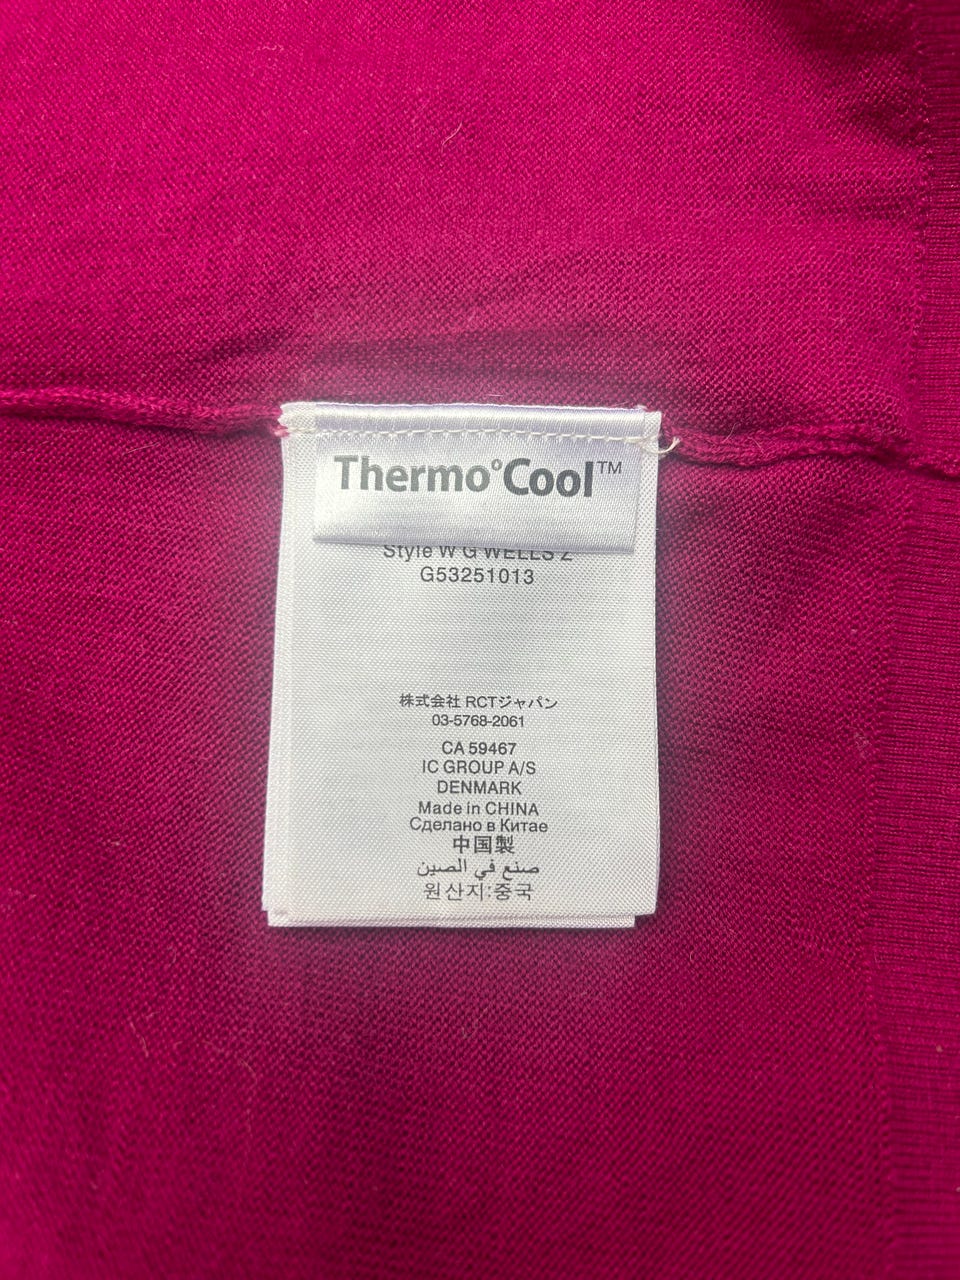 Thermo°Cool™
Style W G WELLS 2
G53251013
株式会社 RCTジャパン
03-5768-2061
CA 59467
IC GROUP A/S
DENMARK
Made in CHINA
Сделано в Китае
中国製
صنع في الصين
원산지:중국